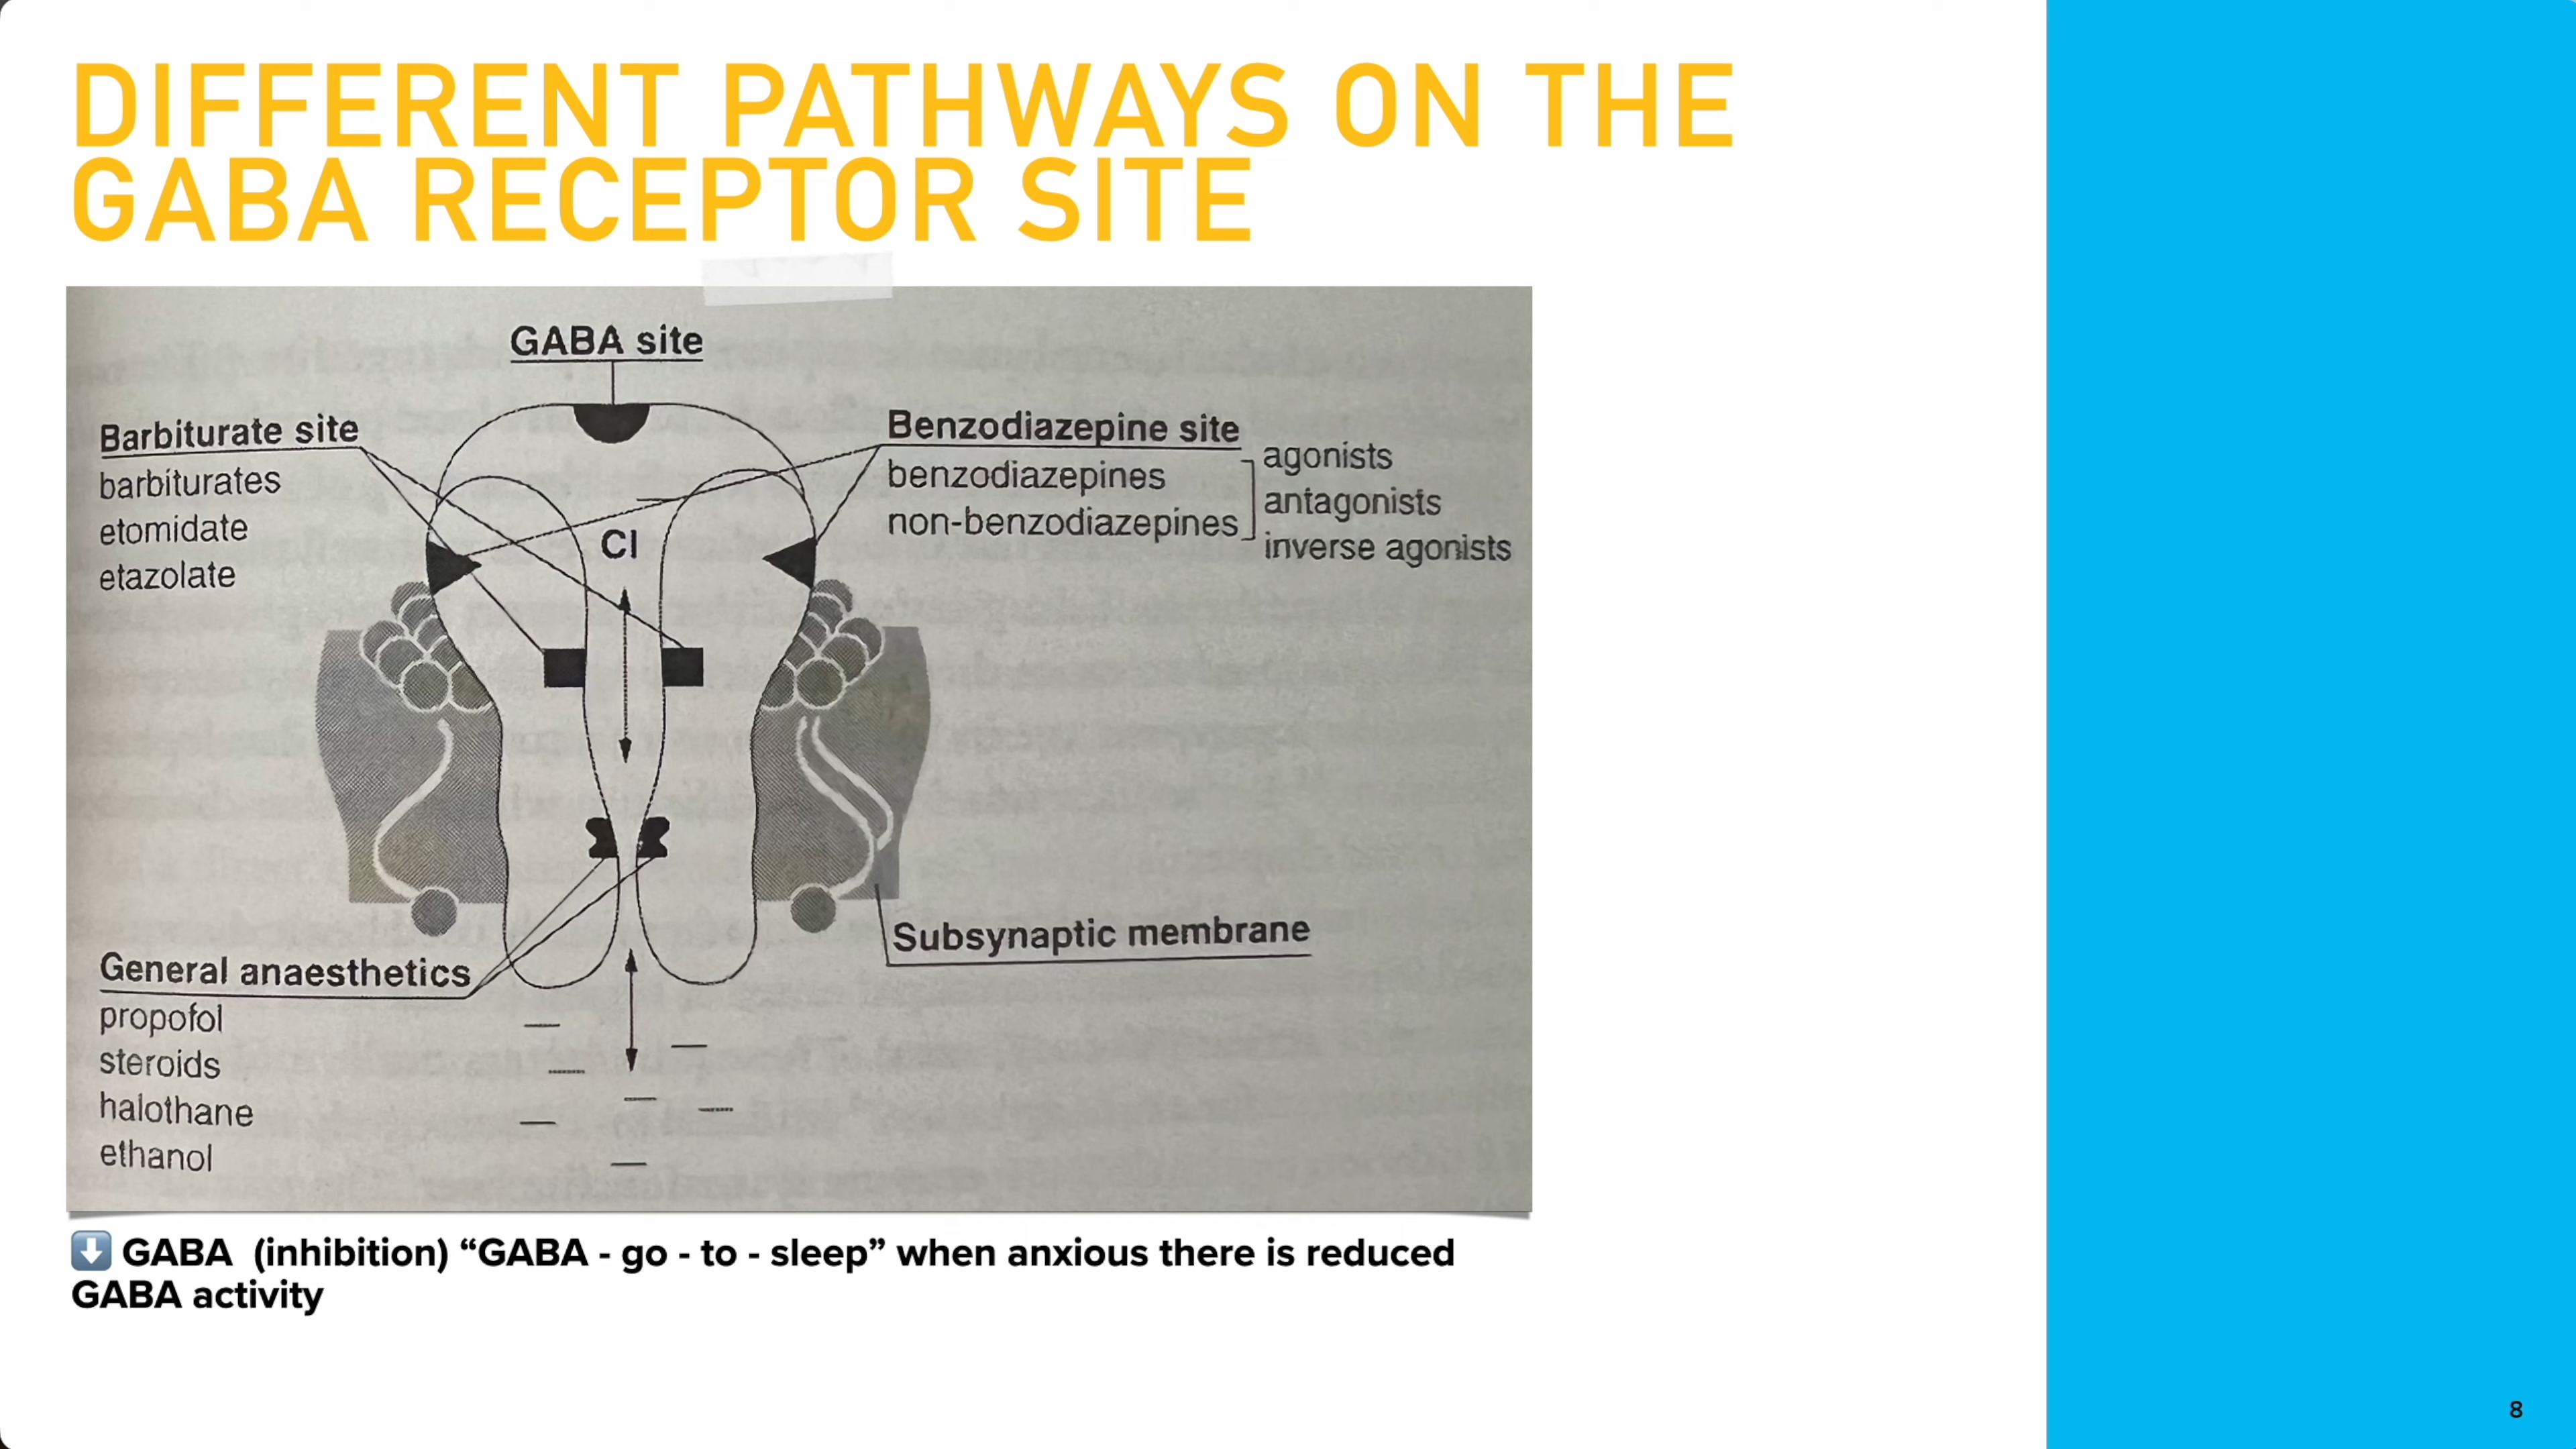 DIFFERENT PATHWAYS ON THE
GABA RECEPTOR SITE
GABA site
Barbiturate site
barbiturates
etomidate
etazolate
Benzodiazepine site
benzodiazepines
non-benzodiazepines
agonists
antagonists
inverse agonists
Cl
Subsynaptic membrane
General anaesthetics
propofol
steroids
halothane
ethanol
⬇️ GABA (inhibition) “GABA - go - to - sleep” when anxious there is reduced
GABA activity
8